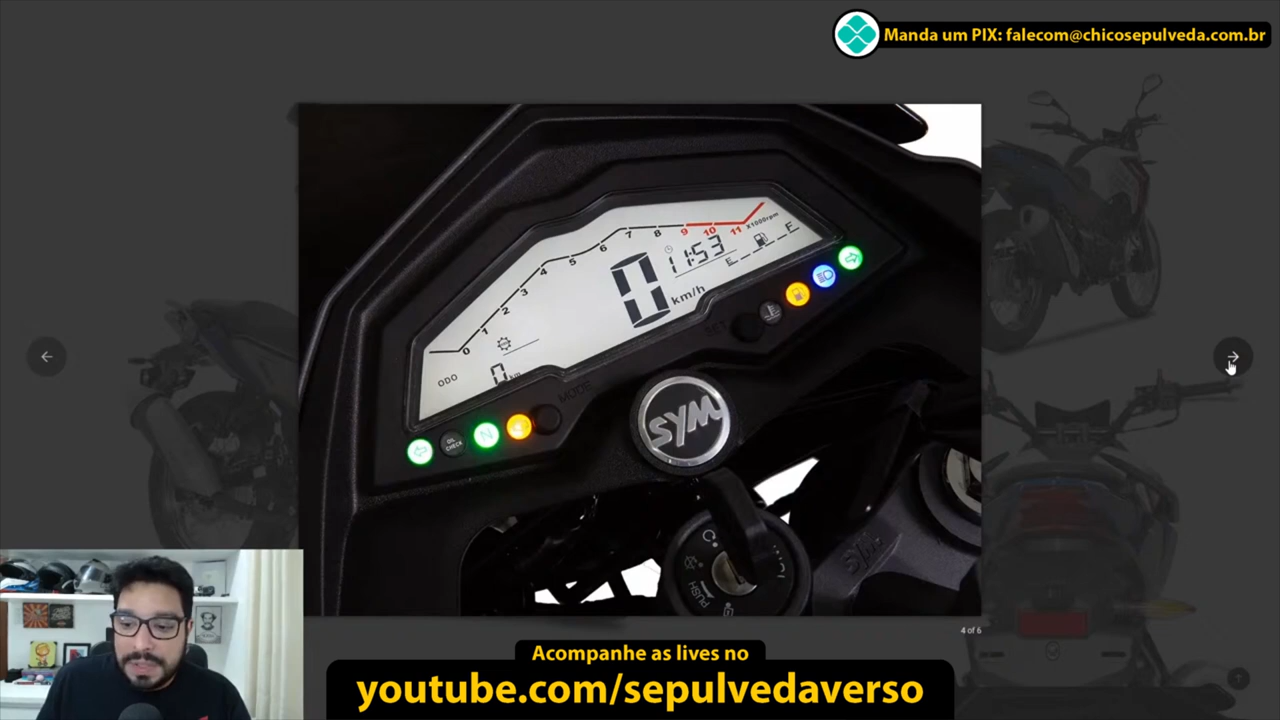 Manda um PIX: falecom@chicosepulveda.com.br
0 1 2 3 4 5 6 7 8 9 10 11 X1000rpm
11:53
E F
0 km/h
ODO
0 km
SET
MODE
OIL CHECK
N
SYM
PUSH
4 of 6
Acompanhe as lives no
youtube.com/sepulvedaverso